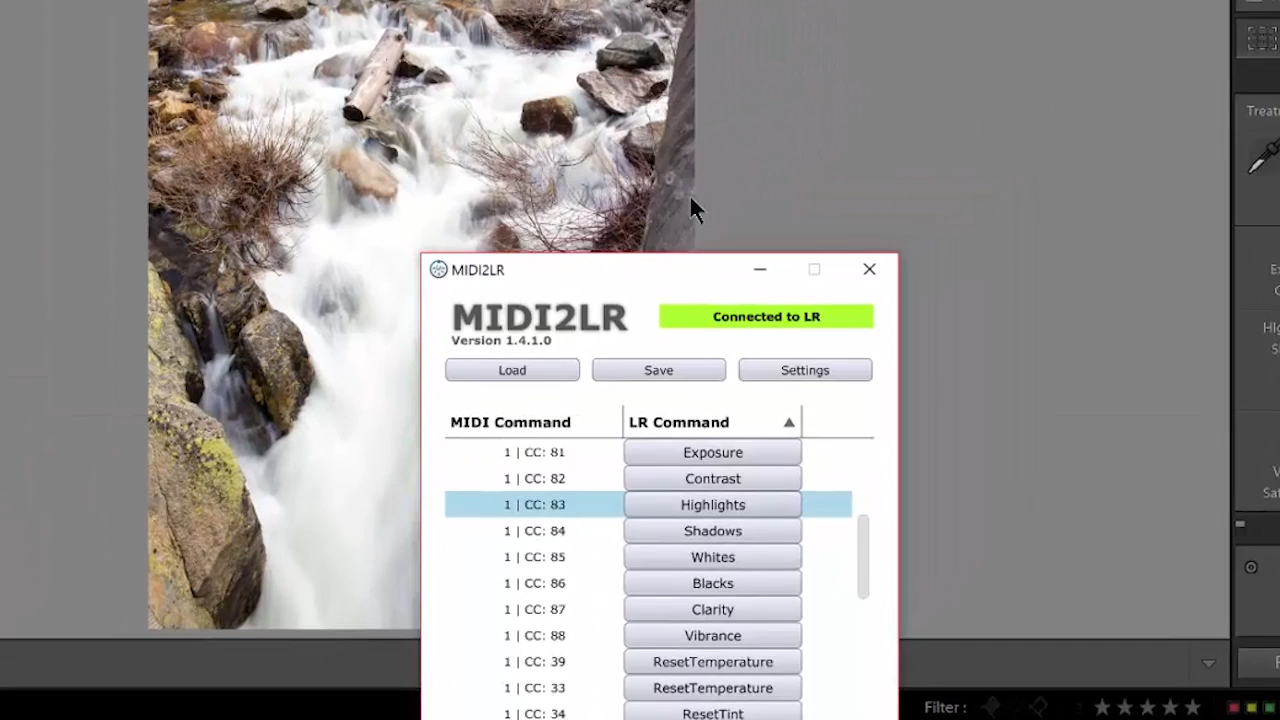 Treat
MIDI2LR
MIDI2LR
Connected to LR
Version 1.4.1.0
Load
Save
Settings
MIDI Command
LR Command
1 | CC: 81
Exposure
1 | CC: 82
Contrast
1 | CC: 83
Highlights
1 | CC: 84
Shadows
1 | CC: 85
Whites
1 | CC: 86
Blacks
1 | CC: 87
Clarity
1 | CC: 88
Vibrance
1 | CC: 39
ResetTemperature
1 | CC: 33
ResetTemperature
1 | CC: 34
ResetTint
Filter :